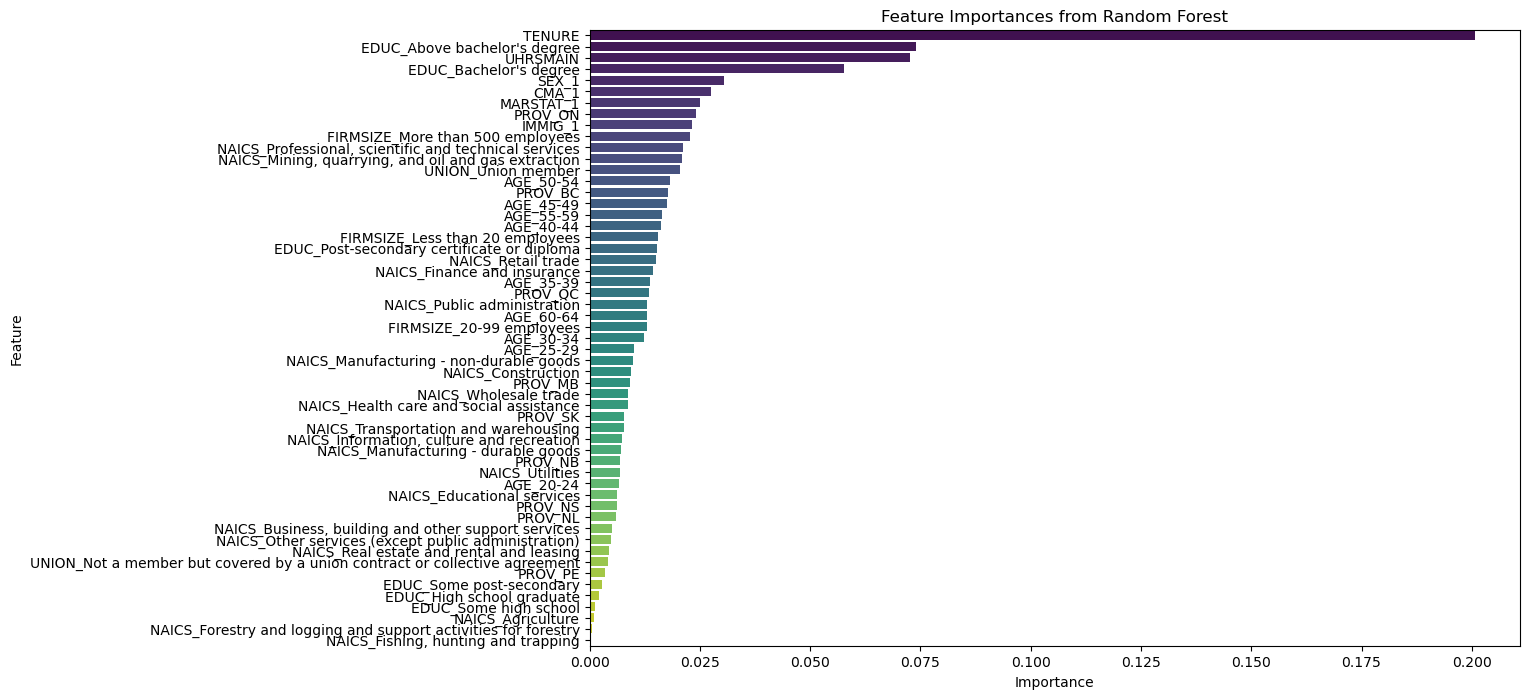 Feature Importances from Random Forest
TENURE
EDUC_Above bachelor's degree
UHRSMAIN
EDUC_Bachelor's degree
SEX_1
CMA_1
MARSTAT_1
PROV_ON
IMMIG_1
FIRMSIZE_More than 500 employees
NAICS_Professional, scientific and technical services
NAICS_Mining, quarrying, and oil and gas extraction
UNION_Union member
AGE_50-54
PROV_BC
AGE_45-49
AGE_55-59
AGE_40-44
FIRMSIZE_Less than 20 employees
EDUC_Post-secondary certificate or diploma
NAICS_Retail trade
NAICS_Finance and insurance
AGE_35-39
PROV_QC
NAICS_Public administration
AGE_60-64
FIRMSIZE_20-99 employees
AGE_30-34
AGE_25-29
NAICS_Manufacturing - non-durable goods
NAICS_Construction
PROV_MB
NAICS_Wholesale trade
NAICS_Health care and social assistance
PROV_SK
NAICS_Transportation and warehousing
NAICS_Information, culture and recreation
NAICS_Manufacturing - durable goods
PROV_NB
NAICS_Utilities
AGE_20-24
NAICS_Educational services
PROV_NS
PROV_NL
NAICS_Business, building and other support services
NAICS_Other services (except public administration)
NAICS_Real estate and rental and leasing
UNION_Not a member but covered by a union contract or collective agreement
PROV_PE
EDUC_Some post-secondary
EDUC_High school graduate
EDUC_Some high school
NAICS_Agriculture
NAICS_Forestry and logging and support activities for forestry
NAICS_Fishing, hunting and trapping
Feature
0.000 0.025 0.050 0.075 0.100 0.125 0.150 0.175 0.200
Importance